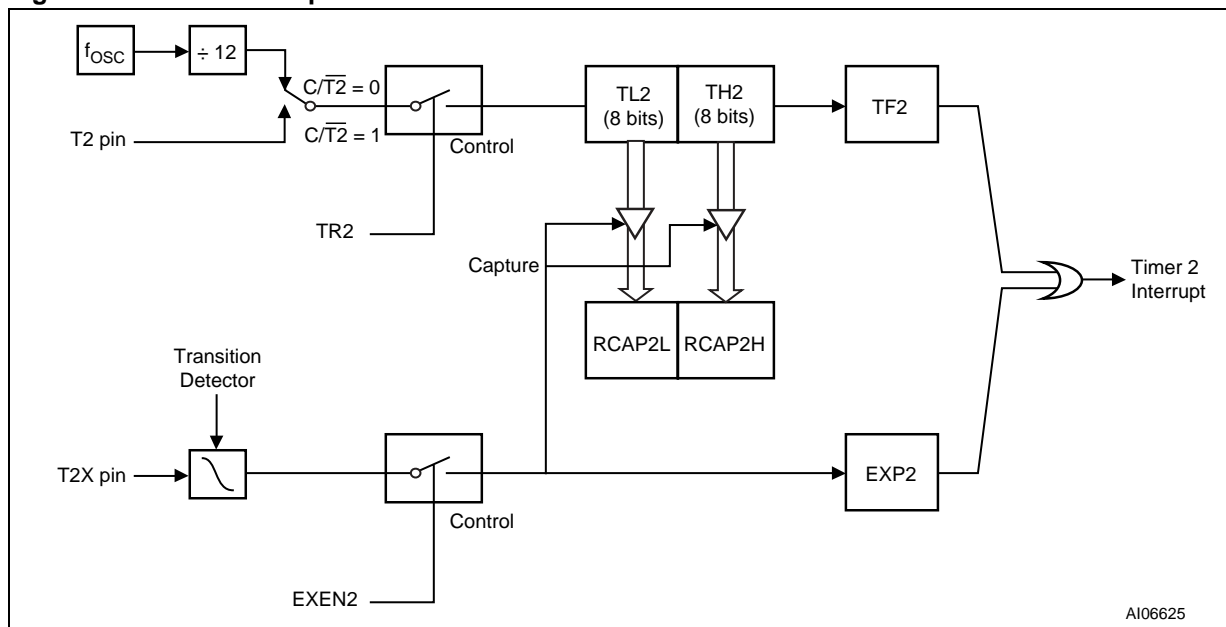 fOSC
÷ 12
C/T2 = 0
T2 pin
C/T2 = 1
Control
TR2
TL2
(8 bits)
TH2
(8 bits)
TF2
Capture
RCAP2L
RCAP2H
Timer 2
Interrupt
Transition
Detector
T2X pin
Control
EXEN2
EXP2
AI06625